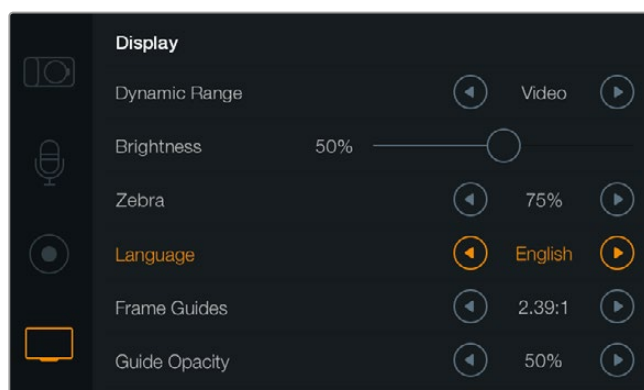 Display
Dynamic Range Video
Brightness 50%
Zebra 75%
Language English
Frame Guides 2.39:1
Guide Opacity 50%